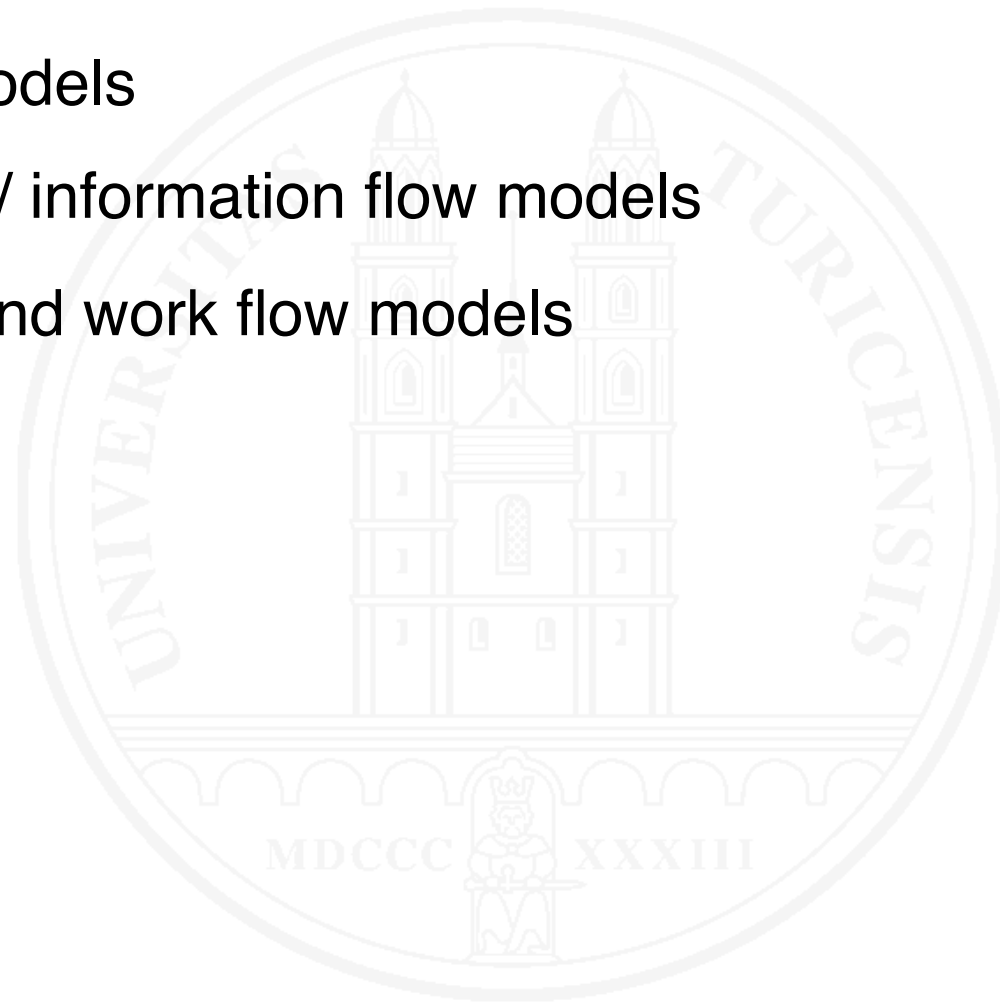 odels
/ information flow models
nd work flow models
UNIVERSITAS TURICENSIS
MDCCC XXXIII